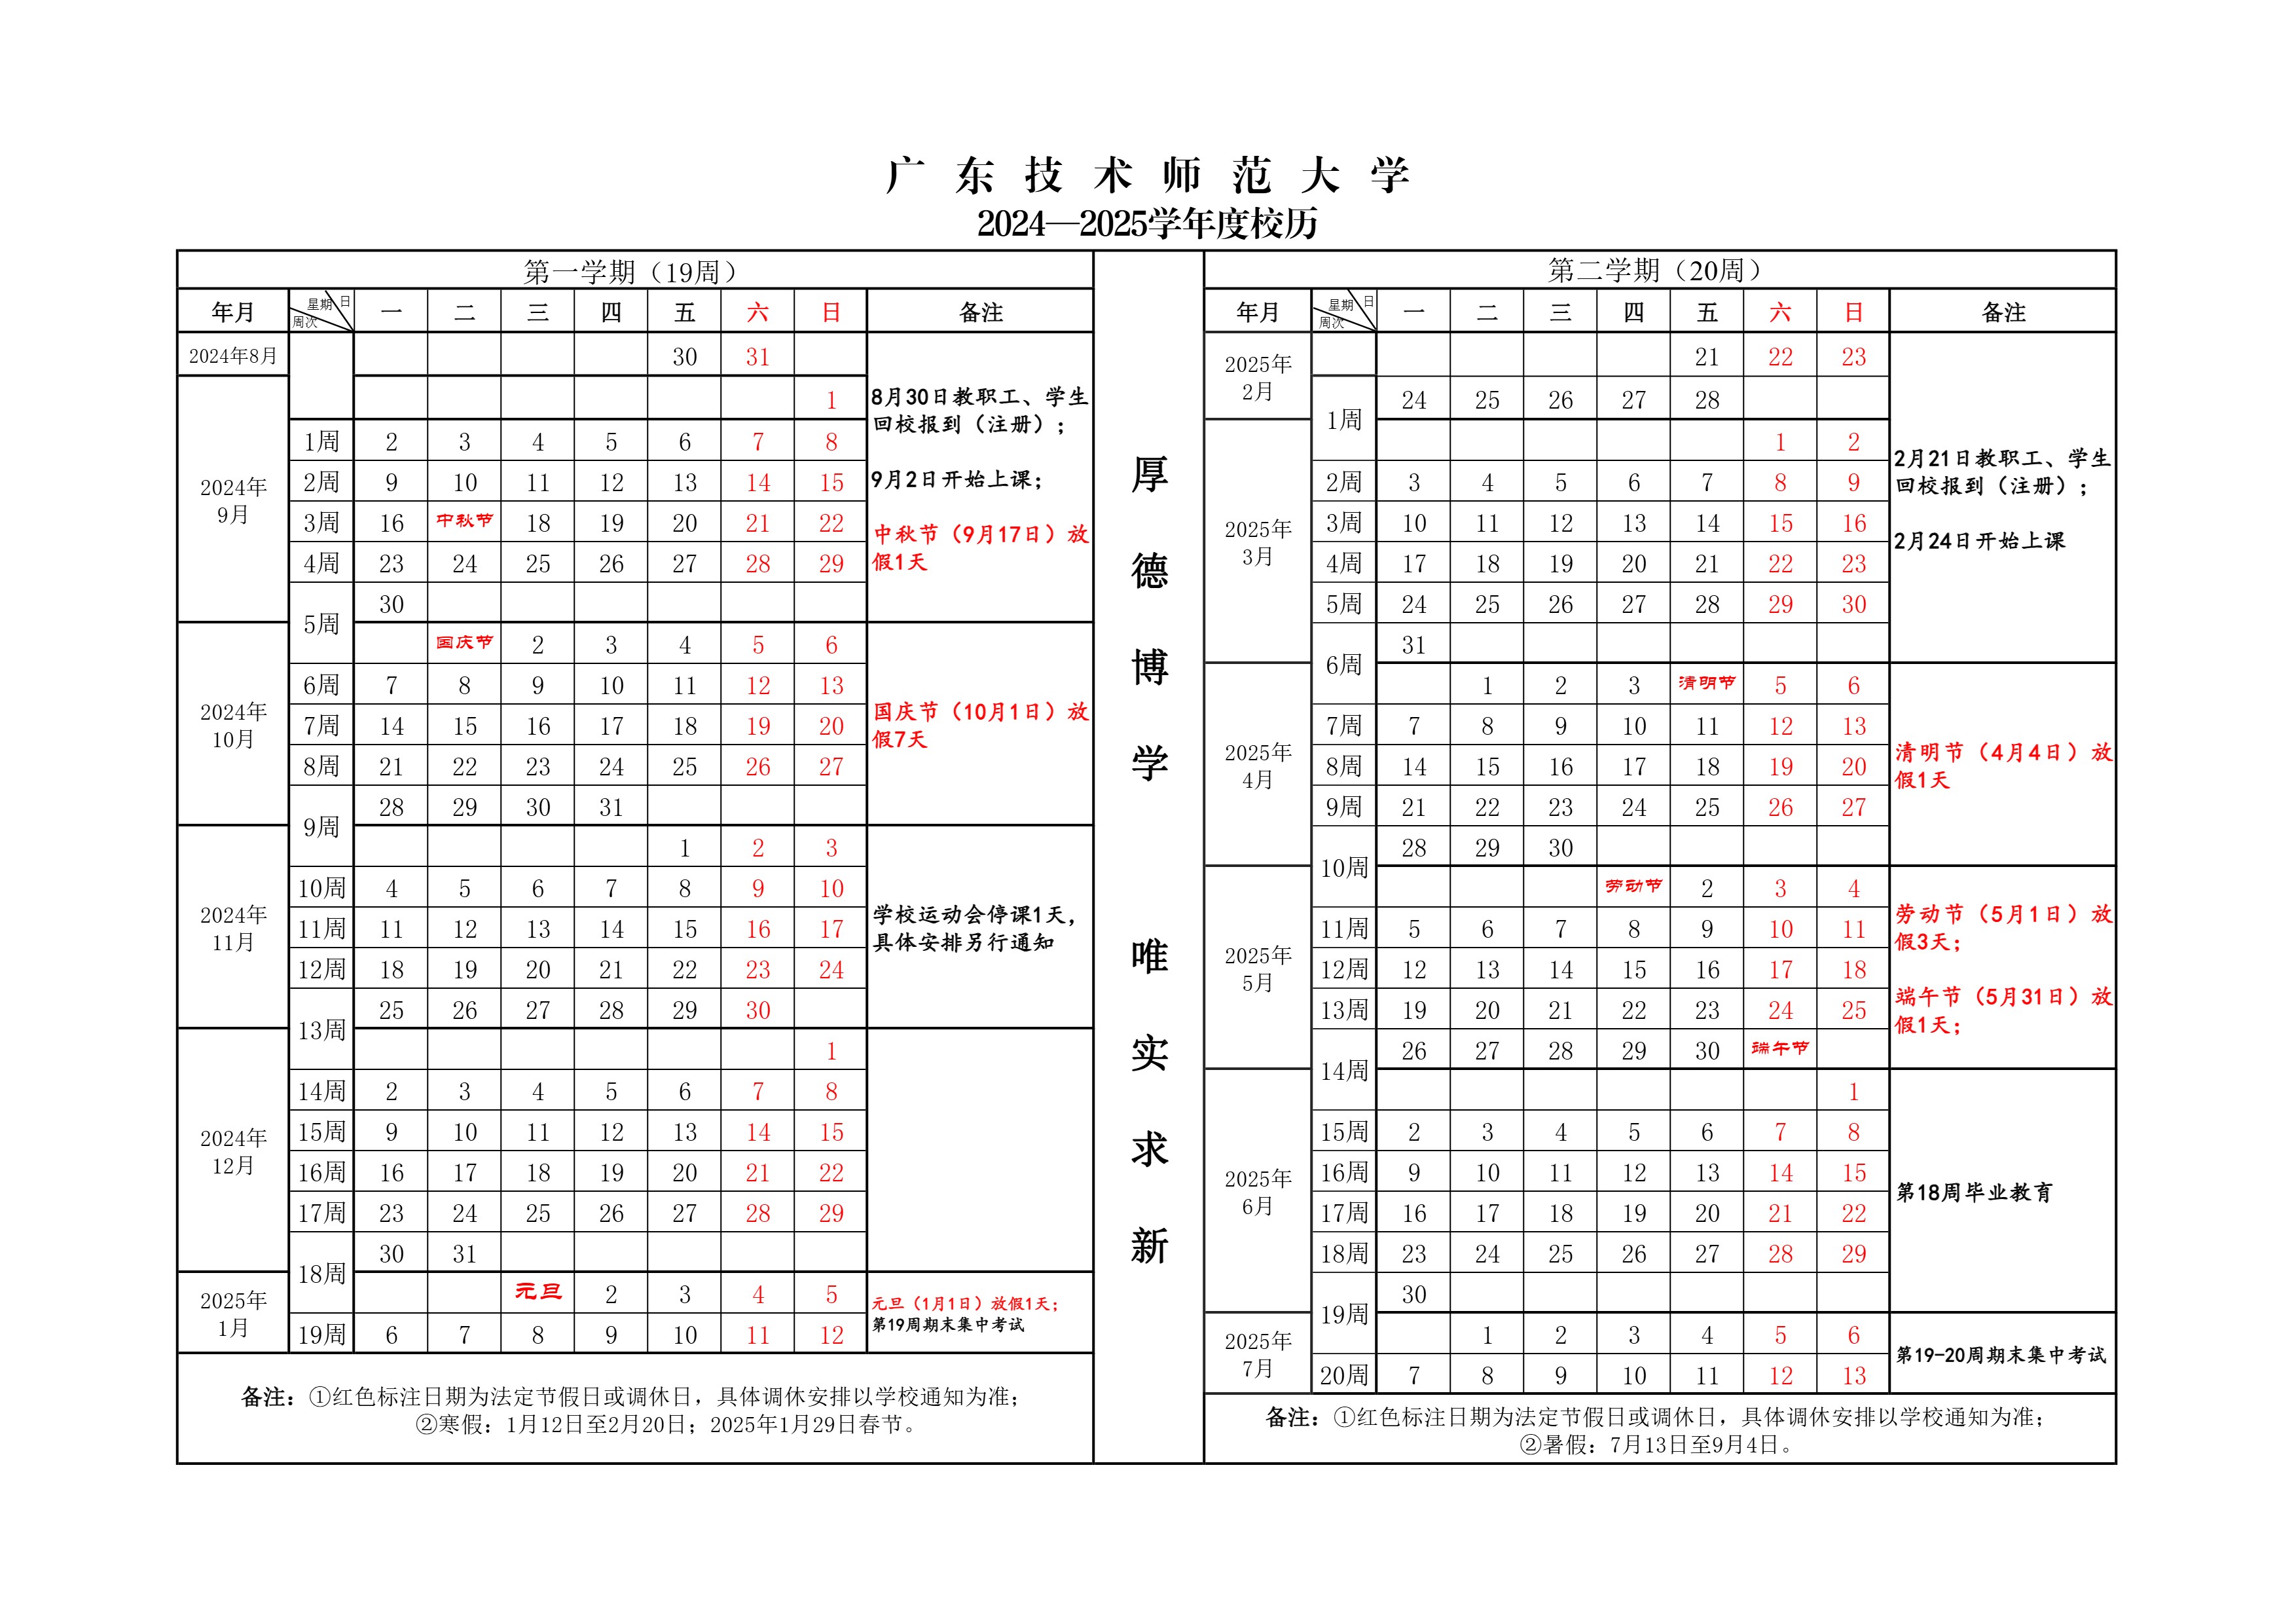 广东技术师范大学
2024—2025学年度校历
第一学期（19周）
年月 星期 日 周次 一 二 三 四 五 六 日 备注
2024年8月 30 31
1
2024年9月
1周 2 3 4 5 6 7 8
2周 9 10 11 12 13 14 15
3周 16 中秋节 18 19 20 21 22
4周 23 24 25 26 27 28 29
5周 30
8月30日教职工、学生
回校报到（注册）；
9月2日开始上课；
中秋节（9月17日）放
假1天
2024年10月
国庆节 2 3 4 5 6
6周 7 8 9 10 11 12 13
7周 14 15 16 17 18 19 20
8周 21 22 23 24 25 26 27
9周 28 29 30 31
国庆节（10月1日）放
假7天
2024年11月
1 2 3
10周 4 5 6 7 8 9 10
11周 11 12 13 14 15 16 17
12周 18 19 20 21 22 23 24
13周 25 26 27 28 29 30
学校运动会停课1天，
具体安排另行通知
2024年12月
1
14周 2 3 4 5 6 7 8
15周 9 10 11 12 13 14 15
16周 16 17 18 19 20 21 22
17周 23 24 25 26 27 28 29
18周 30 31
2025年1月
元旦 2 3 4 5
19周 6 7 8 9 10 11 12
元旦（1月1日）放假1天；
第19周期末集中考试
备注：①红色标注日期为法定节假日或调休日，具体调休安排以学校通知为准；
②寒假：1月12日至2月20日；2025年1月29日春节。
厚德博学 唯实求新
第二学期（20周）
年月 星期 日 周次 一 二 三 四 五 六 日 备注
2025年2月
21 22 23
1周 24 25 26 27 28
2025年3月
1 2
2周 3 4 5 6 7 8 9
3周 10 11 12 13 14 15 16
4周 17 18 19 20 21 22 23
5周 24 25 26 27 28 29 30
6周 31
2月21日教职工、学生
回校报到（注册）；
2月24日开始上课
2025年4月
1 2 3 清明节 5 6
7周 7 8 9 10 11 12 13
8周 14 15 16 17 18 19 20
9周 21 22 23 24 25 26 27
10周 28 29 30
清明节（4月4日）放
假1天
2025年5月
劳动节 2 3 4
11周 5 6 7 8 9 10 11
12周 12 13 14 15 16 17 18
13周 19 20 21 22 23 24 25
14周 26 27 28 29 30 端午节
劳动节（5月1日）放
假3天；
端午节（5月31日）放
假1天；
2025年6月
1
15周 2 3 4 5 6 7 8
16周 9 10 11 12 13 14 15
17周 16 17 18 19 20 21 22
18周 23 24 25 26 27 28 29
19周 30
第18周毕业教育
2025年7月
1 2 3 4 5 6
20周 7 8 9 10 11 12 13
第19-20周期末集中考试
备注：①红色标注日期为法定节假日或调休日，具体调休安排以学校通知为准；
②暑假：7月13日至9月4日。